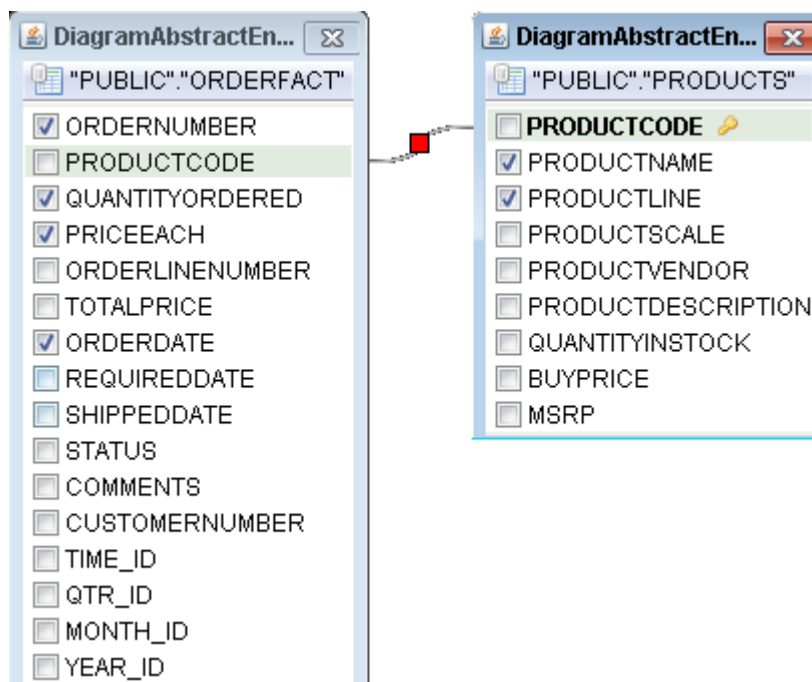 DiagramAbstractEn...
"PUBLIC"."ORDERFACT"
ORDERNUMBER
PRODUCTCODE
QUANTITYORDERED
PRICEEACH
ORDERLINENUMBER
TOTALPRICE
ORDERDATE
REQUIREDDATE
SHIPPEDDATE
STATUS
COMMENTS
CUSTOMERNUMBER
TIME_ID
QTR_ID
MONTH_ID
YEAR_ID
DiagramAbstractEn...
"PUBLIC"."PRODUCTS"
PRODUCTCODE
PRODUCTNAME
PRODUCTLINE
PRODUCTSCALE
PRODUCTVENDOR
PRODUCTDESCRIPTION
QUANTITYINSTOCK
BUYPRICE
MSRP